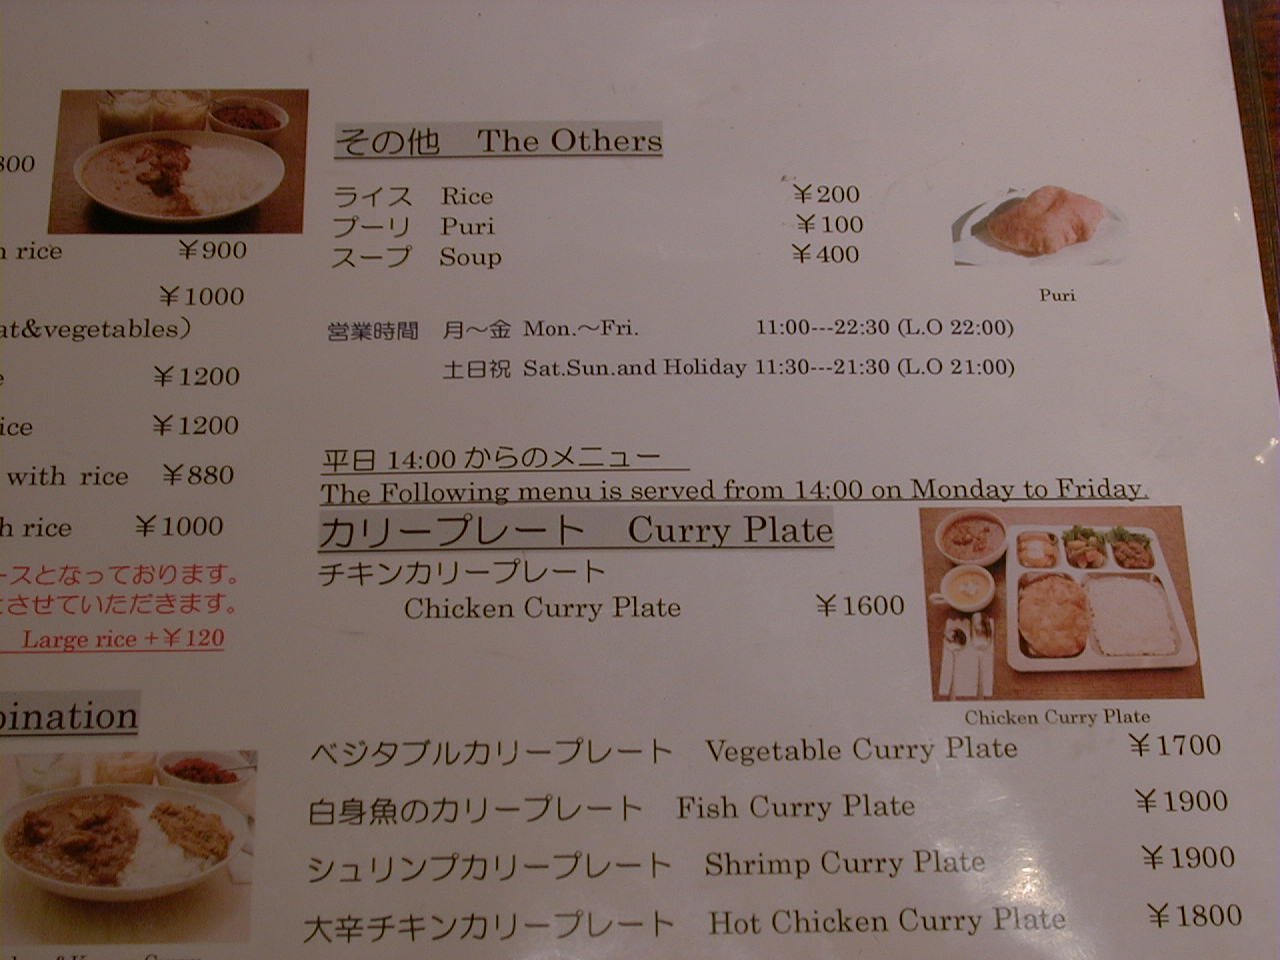 800
rice ¥900
¥1000
at&vegetables）
¥1200
ice ¥1200
with rice ¥880
h rice ¥1000
ースとなっております。
とさせていただきます。
Large rice +¥120
bination
その他 The Others
ライス Rice ¥200
プーリ Puri ¥100
スープ Soup ¥400
Puri
営業時間 月～金 Mon.～Fri. 11:00---22:30 (L.O 22:00)
土日祝 Sat.Sun.and Holiday 11:30---21:30 (L.O 21:00)
平日 14:00 からのメニュー
The Following menu is served from 14:00 on Monday to Friday.
カリープレート Curry Plate
チキンカリープレート
Chicken Curry Plate ¥1600
Chicken Curry Plate
ベジタブルカリープレート Vegetable Curry Plate ¥1700
白身魚のカリープレート Fish Curry Plate ¥1900
シュリンプカリープレート Shrimp Curry Plate ¥1900
大辛チキンカリープレート Hot Chicken Curry Plate ¥1800